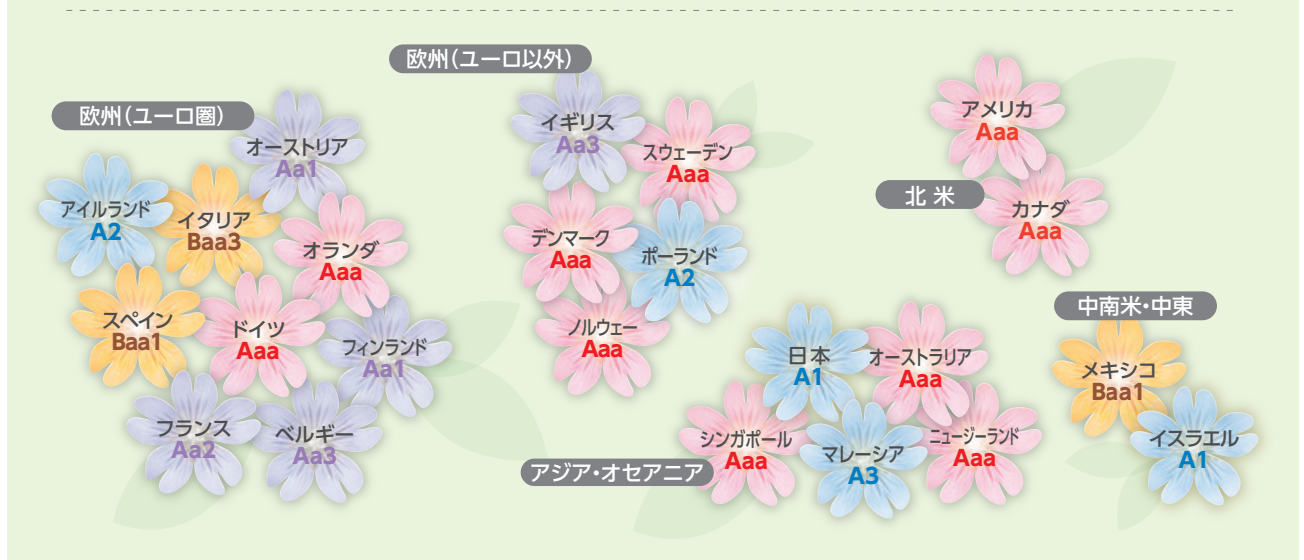 欧州(ユーロ圏)
オーストリア
Aa1
アイルランド
A2
イタリア
Baa3
オランダ
Aaa
スペイン
Baa1
ドイツ
Aaa
フィンランド
Aa1
フランス
Aa2
ベルギー
Aa3
欧州(ユーロ以外)
イギリス
Aa3
スウェーデン
Aaa
デンマーク
Aaa
ポーランド
A2
ノルウェー
Aaa
北 米
アメリカ
Aaa
カナダ
Aaa
アジア・オセアニア
日本
A1
オーストラリア
Aaa
シンガポール
Aaa
マレーシア
A3
ニュージーランド
Aaa
中南米・中東
メキシコ
Baa1
イスラエル
A1